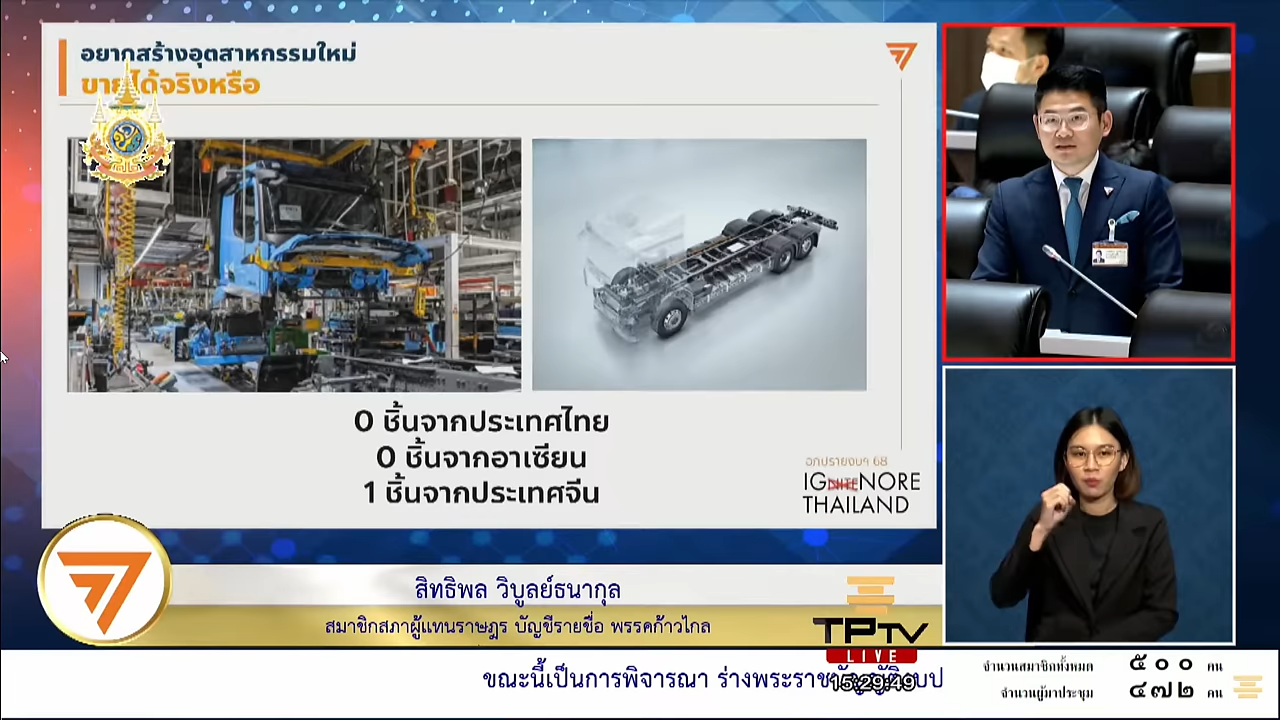 อยากสร้างอุตสาหกรรมใหม่
ขายได้จริงหรือ
0 ชิ้นจากประเทศไทย
0 ชิ้นจากอาเซียน
1 ชิ้นจากประเทศจีน
อภิปรายงบฯ 68
IGNITENORE
THAILAND
สิทธิพล วิบูลย์ธนากุล
สมาชิกสภาผู้แทนราษฎร บัญชีรายชื่อ พรรคก้าวไกล
TPTV
LIVE
15:29:49
ขณะนี้เป็นการพิจารณา ร่างพระราชบัญญัติงบป
จำนวนสมาชิกทั้งหมด ๕๐๐ คน
จำนวนผู้มาประชุม ๔๗๒ คน